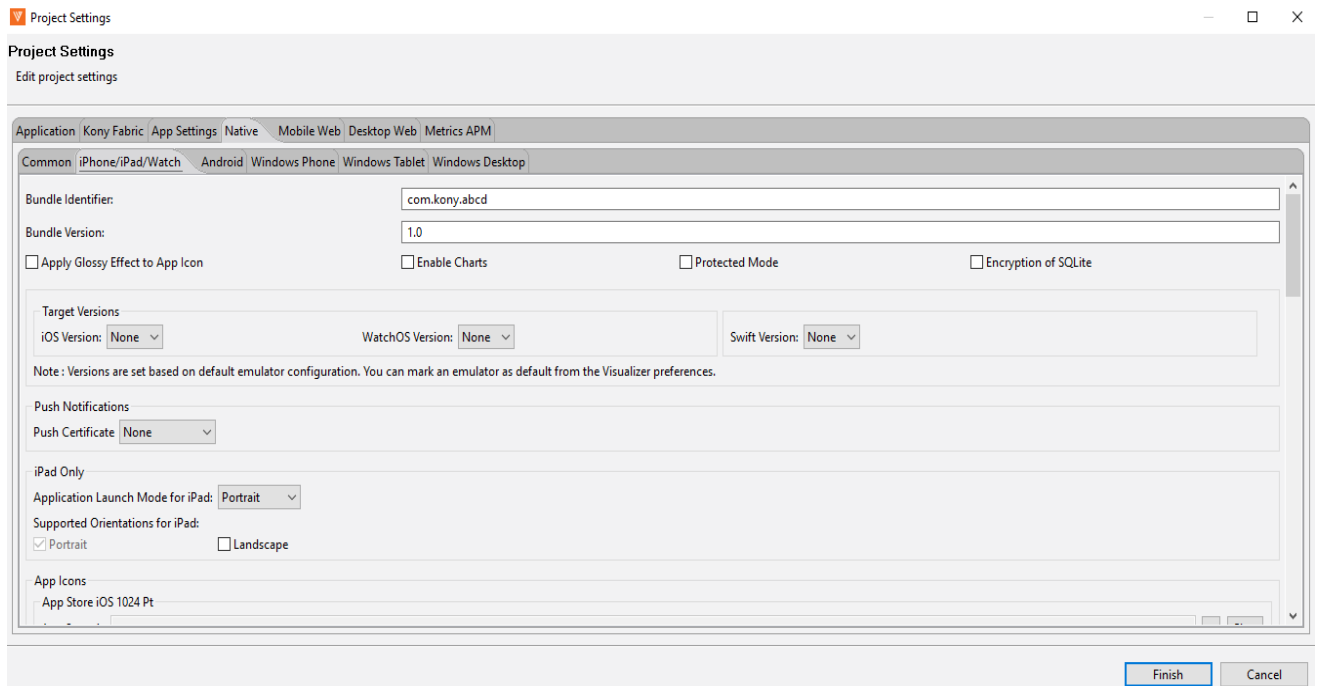 Project Settings
Project Settings
Edit project settings
Application Kony Fabric App Settings Native Mobile Web Desktop Web Metrics APM
Common iPhone/iPad/Watch Android Windows Phone Windows Tablet Windows Desktop
Bundle Identifier: com.kony.abcd
Bundle Version: 1.0
Apply Glossy Effect to App Icon Enable Charts Protected Mode Encryption of SQLite
Target Versions
iOS Version: None WatchOS Version: None Swift Version: None
Note : Versions are set based on default emulator configuration. You can mark an emulator as default from the Visualizer preferences.
Push Notifications
Push Certificate None
iPad Only
Application Launch Mode for iPad: Portrait
Supported Orientations for iPad:
Portrait Landscape
App Icons
App Store iOS 1024 Pt
Finish Cancel